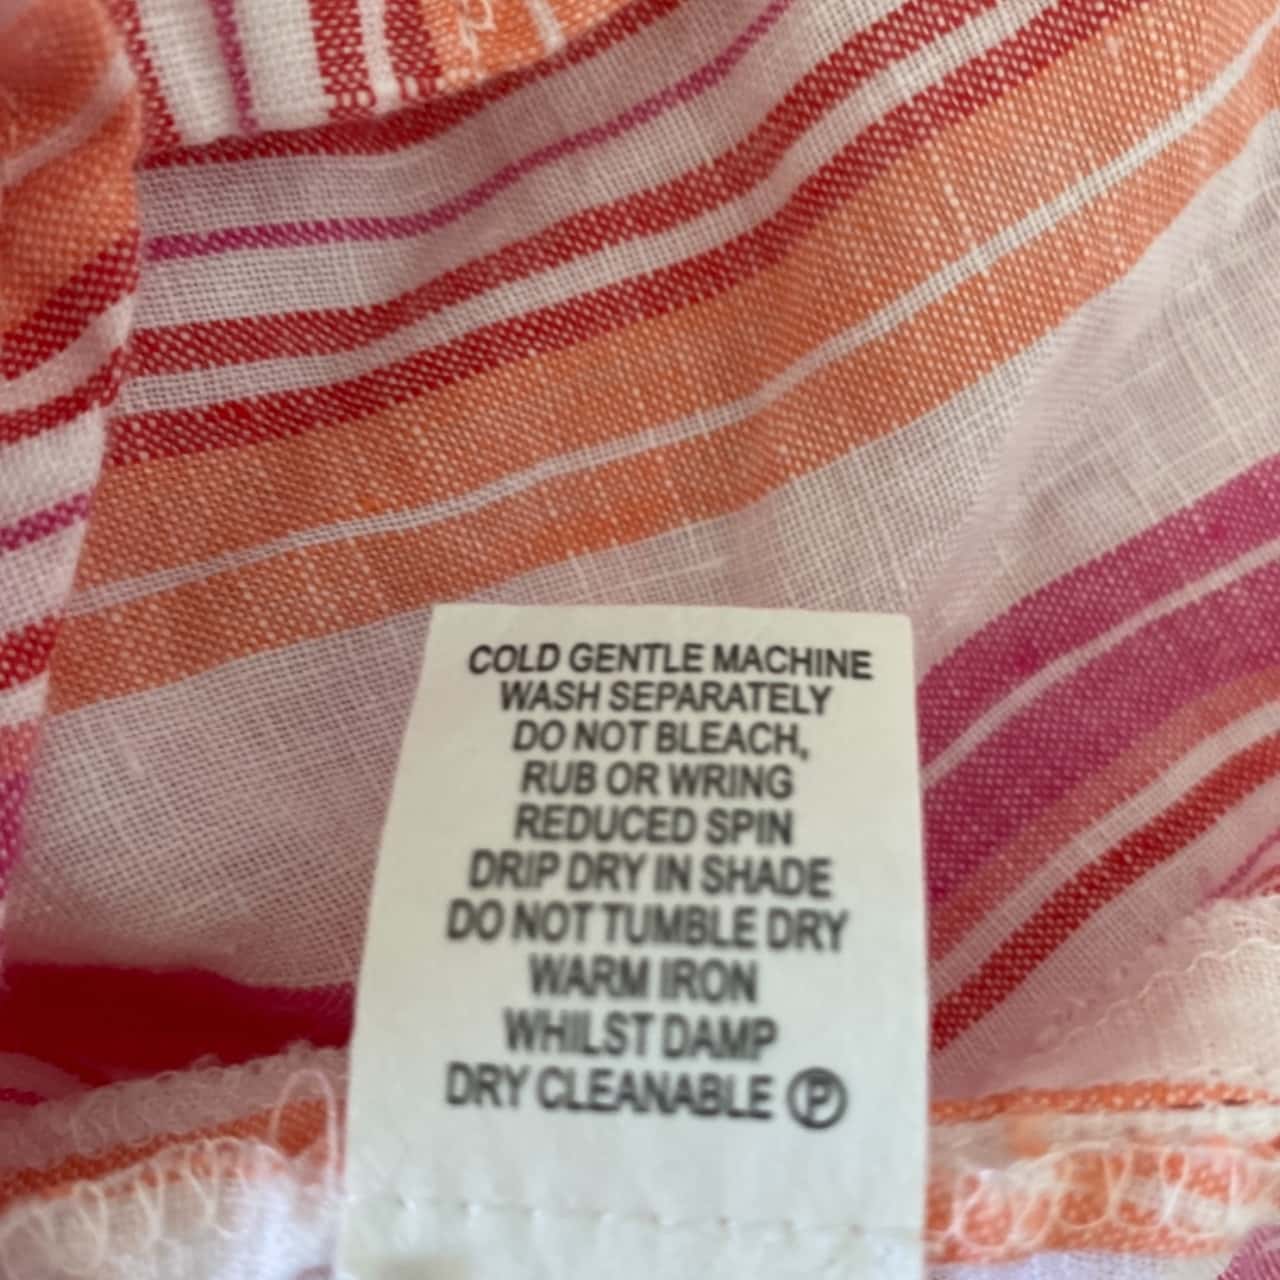 COLD GENTLE MACHINE
WASH SEPARATELY
DO NOT BLEACH,
RUB OR WRING
REDUCED SPIN
DRIP DRY IN SHADE
DO NOT TUMBLE DRY
WARM IRON
WHILST DAMP
DRY CLEANABLE Ⓟ